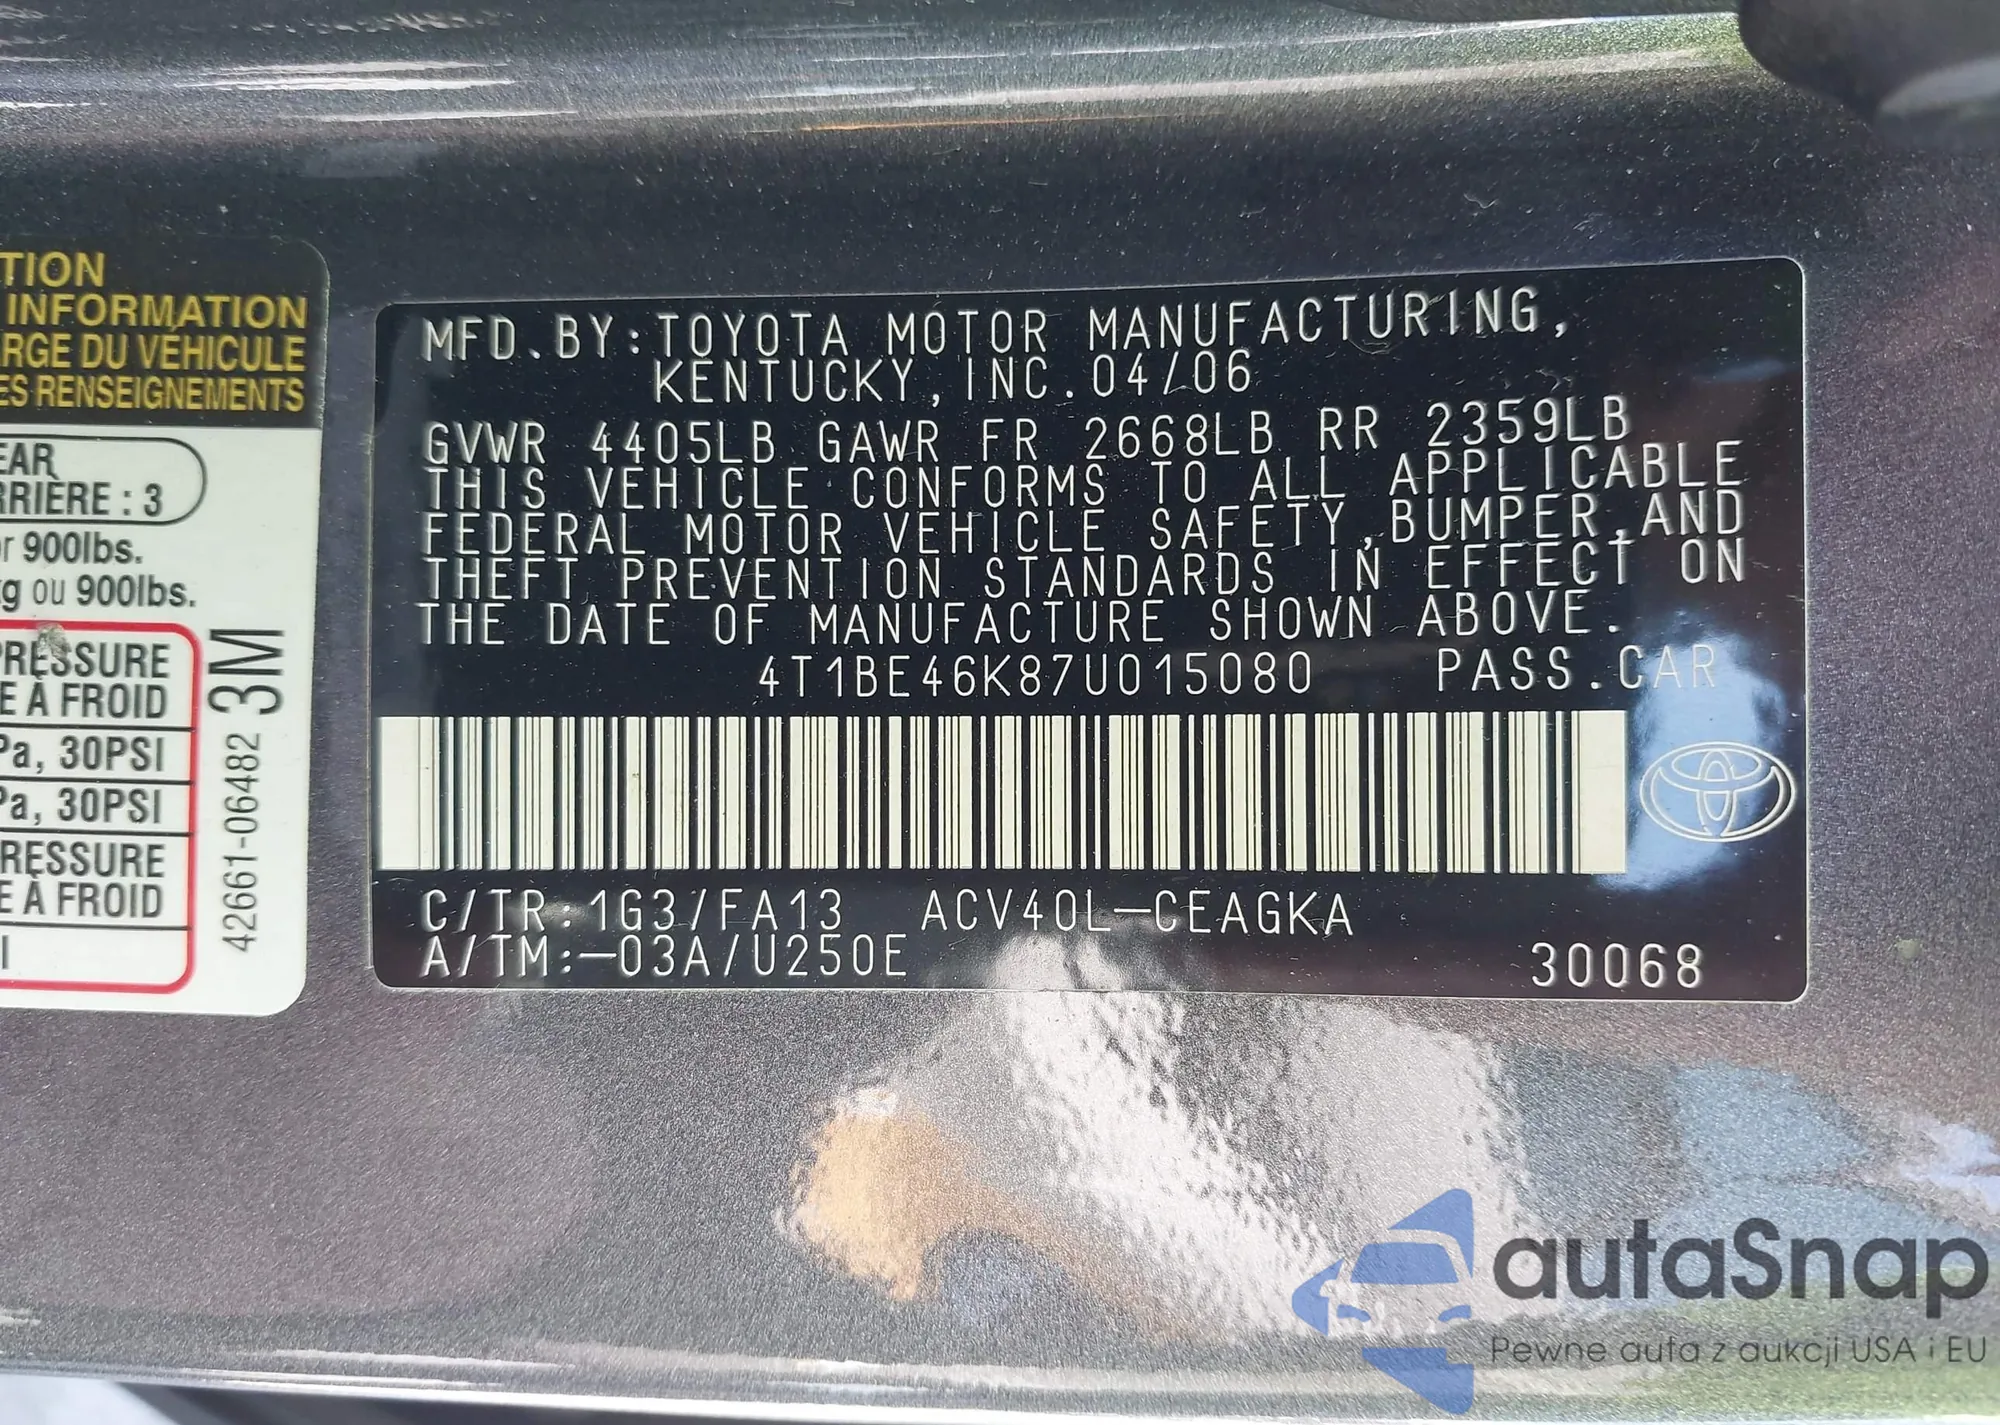 TION
INFORMATION
ARGE DU VÉHICULE
ES RENSEIGNEMENTS
EAR
RRIÈRE : 3
or 900lbs.
kg ou 900lbs.
PRESSURE
E À FROID
Pa, 30PSI
Pa, 30PSI
PRESSURE
E À FROID
I
42661-06482 3M
MFD.BY:TOYOTA MOTOR MANUFACTURING,
KENTUCKY,INC.04/06
GVWR 4405LB GAWR FR 2668LB RR 2359LB
THIS VEHICLE CONFORMS TO ALL APPLICABLE
FEDERAL MOTOR VEHICLE SAFETY,BUMPER,AND
THEFT PREVENTION STANDARDS IN EFFECT ON
THE DATE OF MANUFACTURE SHOWN ABOVE.
4T1BE46K87U015080 PASS.CAR
C/TR:1G3/FA13 ACV40L-CEAGKA
A/TM:-03A/U250E
30068
autaSnap
Pewne auta z aukcji USA i EU